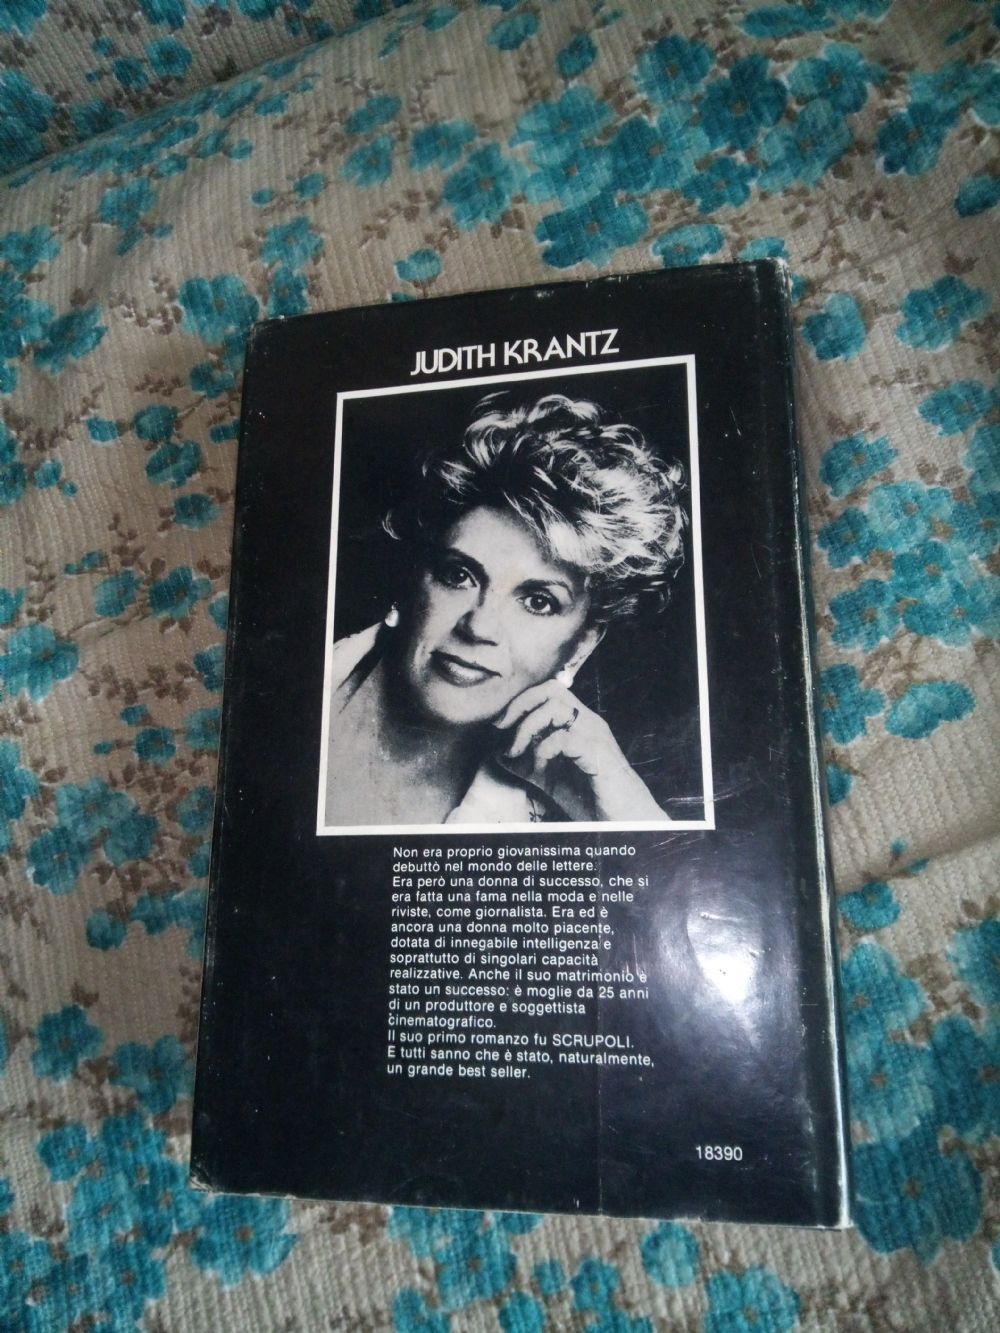 JUDITH KRANTZ
Non era proprio giovanissima quando
debuttò nel mondo delle lettere.
Era però una donna di successo, che si
era fatta una fama nella moda e nelle
riviste, come giornalista. Era ed è
ancora una donna molto piacente,
dotata di innegabile intelligenza e
soprattutto di singolari capacità
realizzative. Anche il suo matrimonio è
stato un successo: è moglie da 25 anni
di un produttore e soggettista
cinematografico.
Il suo primo romanzo fu SCRUPOLI.
E tutti sanno che è stato, naturalmente,
un grande best seller.
18390